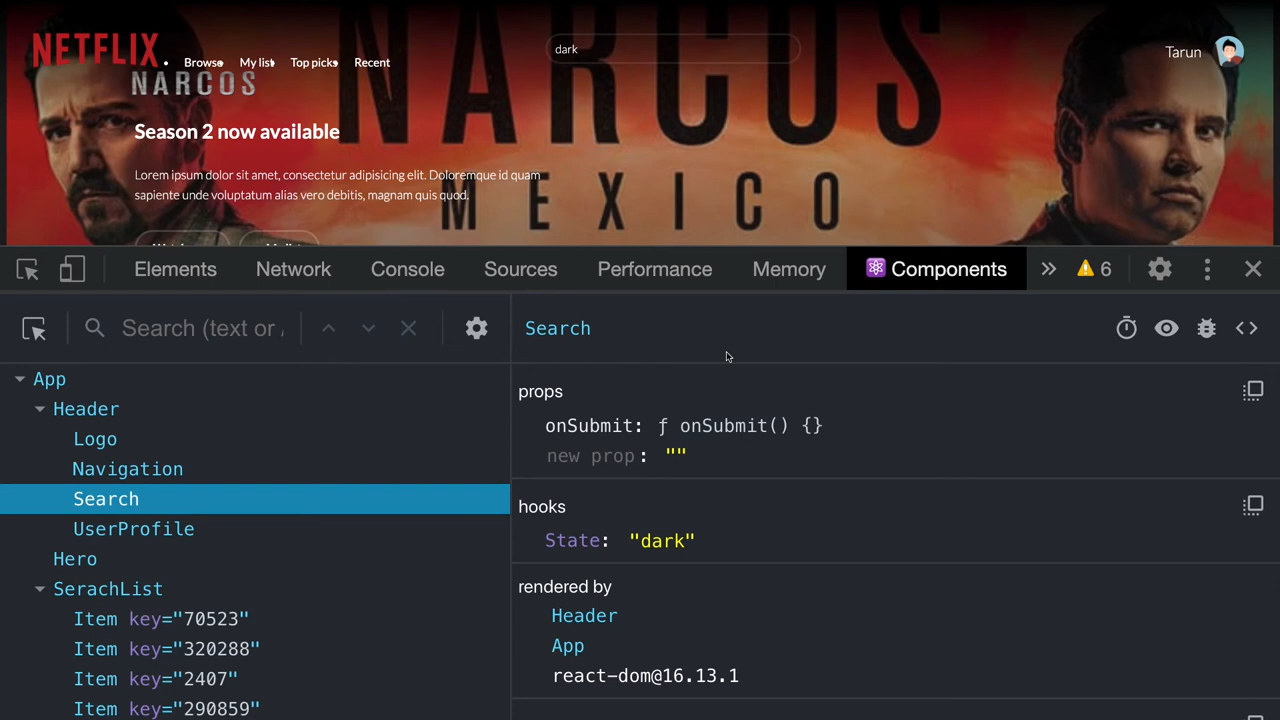 NETFLIX
Browse
My list
Top picks
Recent
dark
Tarun
NARCOS
NARCOS
MEXICO
Season 2 now available
Lorem ipsum dolor sit amet, consectetur adipisicing elit. Doloremque id quam
sapiente unde voluptatum alias vero debitis, magnam quis quod.
Elements Network Console Sources Performance Memory Components 6
Search (text or
Search
App
Header
Logo
Navigation
Search
UserProfile
Hero
SerachList
Item key="70523"
Item key="320288"
Item key="2407"
Item key="290859"
props
onSubmit: ƒ onSubmit() {}
new prop: ""
hooks
State: "dark"
rendered by
Header
App
react-dom@16.13.1